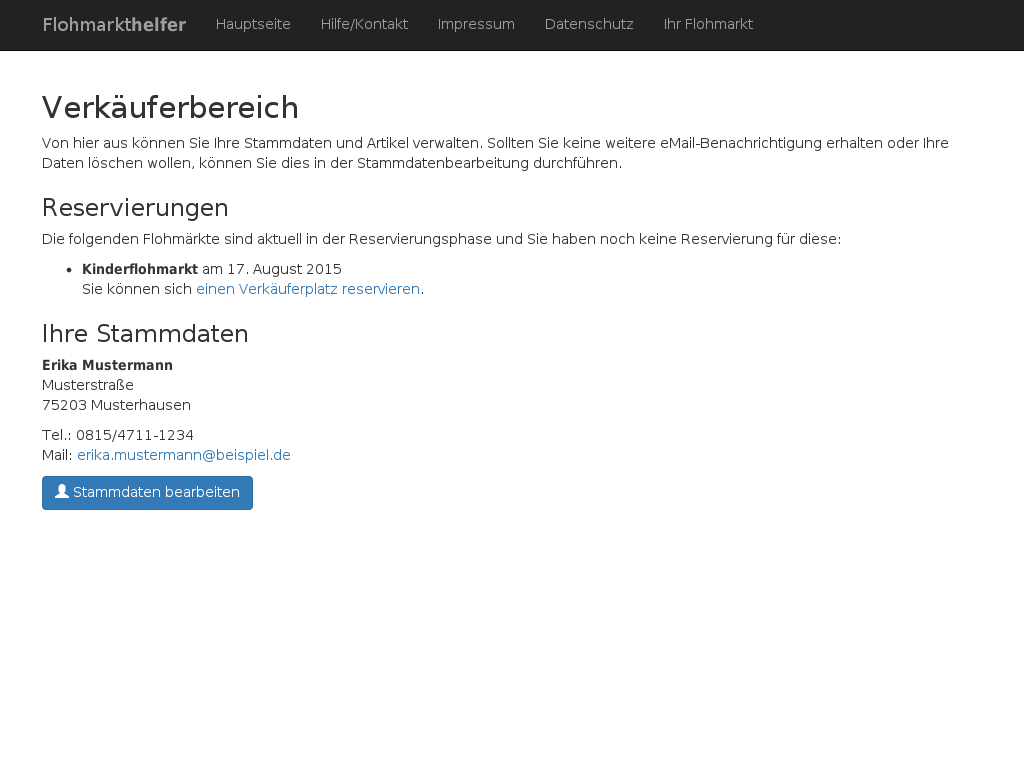 Flohmarkthelfer Hauptseite Hilfe/Kontakt Impressum Datenschutz Ihr Flohmarkt
Verkäuferbereich
Von hier aus können Sie Ihre Stammdaten und Artikel verwalten. Sollten Sie keine weitere eMail-Benachrichtigung erhalten oder Ihre
Daten löschen wollen, können Sie dies in der Stammdatenbearbeitung durchführen.
Reservierungen
Die folgenden Flohmärkte sind aktuell in der Reservierungsphase und Sie haben noch keine Reservierung für diese:
• Kinderflohmarkt am 17. August 2015
Sie können sich einen Verkäuferplatz reservieren.
Ihre Stammdaten
Erika Mustermann
Musterstraße
75203 Musterhausen
Tel.: 0815/4711-1234
Mail: erika.mustermann@beispiel.de
Stammdaten bearbeiten